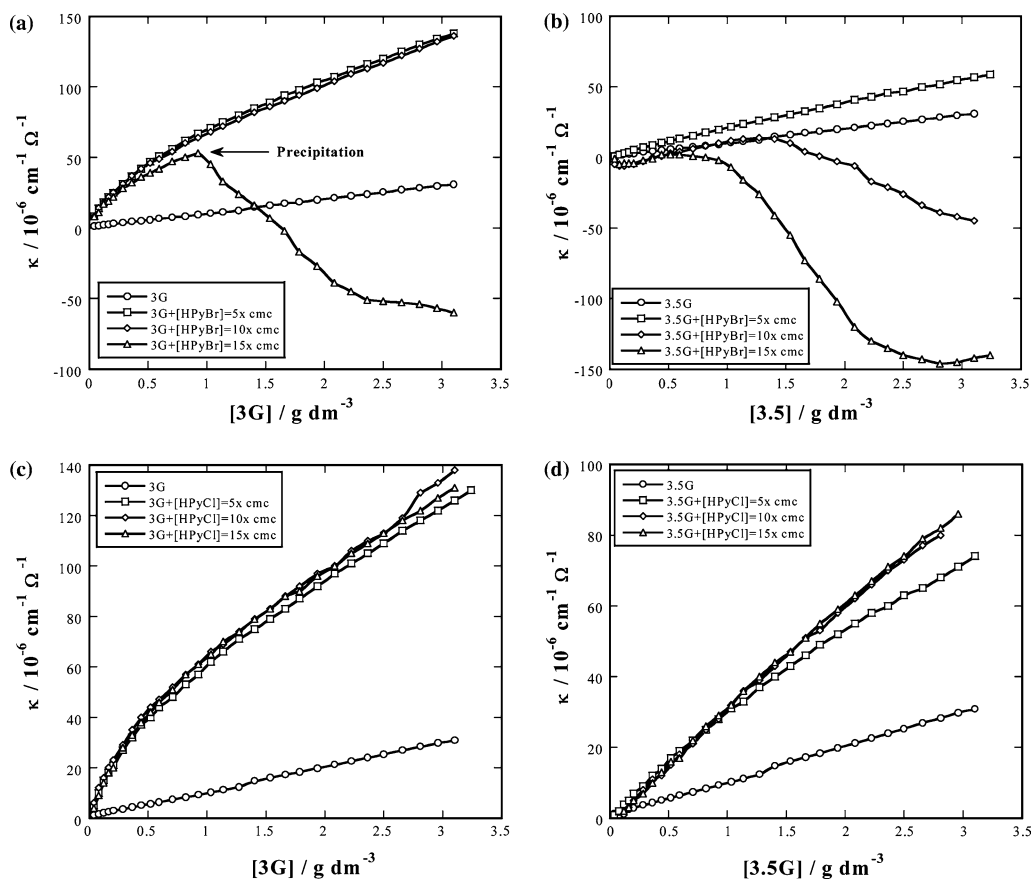 (a)
150
100
50
0
-50
-100
κ / 10⁻⁶ cm⁻¹ Ω⁻¹
Precipitation
3G
3G+[HPyBr]=5x cmc
3G+[HPyBr]=10x cmc
3G+[HPyBr]=15x cmc
0 0.5 1 1.5 2 2.5 3 3.5
[3G] / g dm⁻³
(b)
100
50
0
-50
-100
-150
κ / 10⁻⁶ cm⁻¹ Ω⁻¹
3.5G
3.5G+[HPyBr]=5x cmc
3.5G+[HPyBr]=10x cmc
3.5G+[HPyBr]=15x cmc
0 0.5 1 1.5 2 2.5 3 3.5
[3.5] / g dm⁻³
(c)
140
120
100
80
60
40
20
0
κ / 10⁻⁶ cm⁻¹ Ω⁻¹
3G
3G+[HPyCl]=5x cmc
3G+[HPyCl]=10x cmc
3G+[HPyCl]=15x cmc
0 0.5 1 1.5 2 2.5 3 3.5
[3G] / g dm⁻³
(d)
100
80
60
40
20
0
κ / 10⁻⁶ cm⁻¹ Ω⁻¹
3.5G
3.5G+[HPyCl]=5x cmc
3.5G+[HPyCl]=10x cmc
3.5G+[HPyCl]=15x cmc
0 0.5 1 1.5 2 2.5 3 3.5
[3.5G] / g dm⁻³